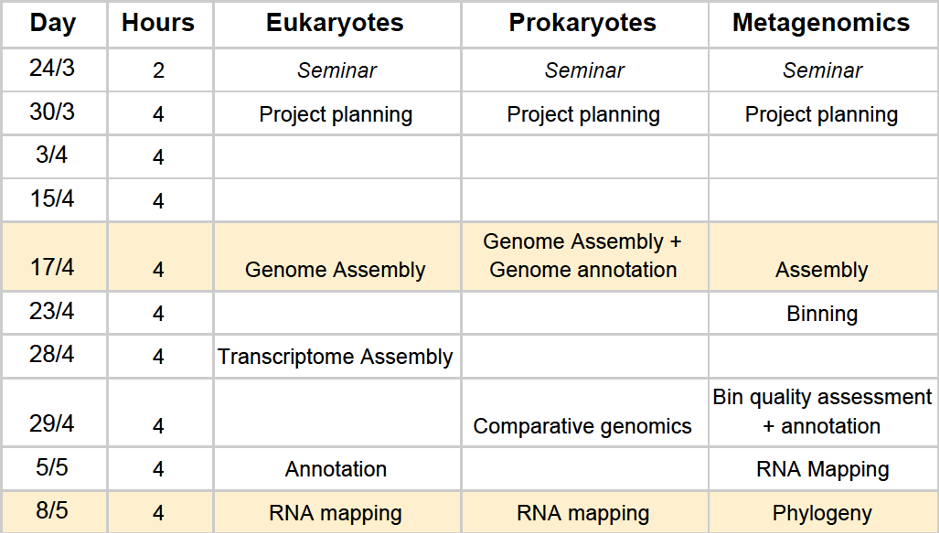 Day Hours Eukaryotes Prokaryotes Metagenomics
24/3 2 Seminar Seminar Seminar
30/3 4 Project planning Project planning Project planning
3/4 4
15/4 4
Genome Assembly +
17/4 4 Genome Assembly Genome annotation Assembly
23/4 4 Binning
28/4 4 Transcriptome Assembly
Bin quality assessment
29/4 4 Comparative genomics + annotation
5/5 4 Annotation RNA Mapping
8/5 4 RNA mapping RNA mapping Phylogeny